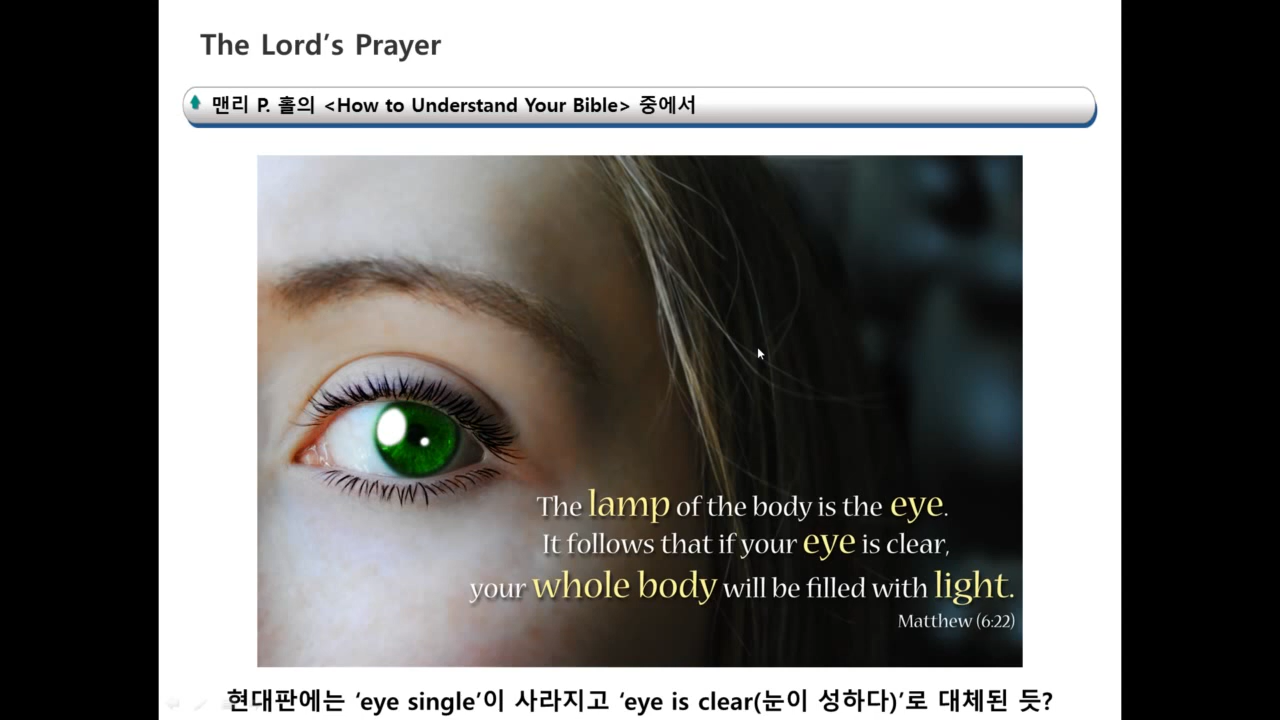 The Lord's Prayer
맨리 P. 홀의 <How to Understand Your Bible> 중에서
The lamp of the body is the eye.
It follows that if your eye is clear,
your whole body will be filled with light.
Matthew (6:22)
현대판에는 ‘eye single’이 사라지고 ‘eye is clear(눈이 성하다)’로 대체된 듯?